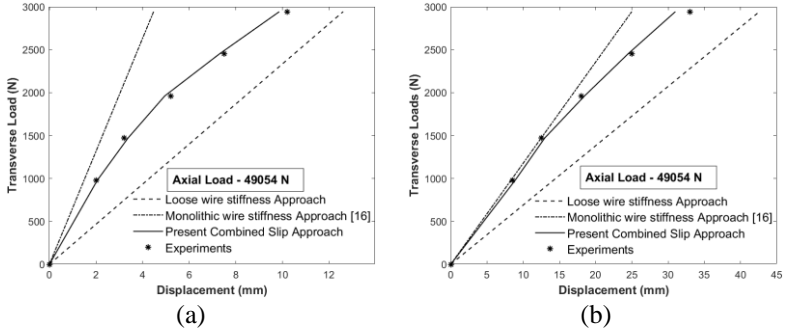 3000
2500
2000
1500
1000
500
0
Transverse Load (N)
Axial Load - 49054 N
Loose wire stiffness Approach
Monolithic wire stiffness Approach [16]
Present Combined Slip Approach
Experiments
0 2 4 6 8 10 12
Displacement (mm)
(a)
3000
2500
2000
1500
1000
500
0
Transverse Loads (N)
Axial Load - 49054 N
Loose wire stiffness Approach
Monolithic wire stiffness Approach [16]
Present Combined Slip Approach
Experiments
0 5 10 15 20 25 30 35 40 45
Displacement (mm)
(b)